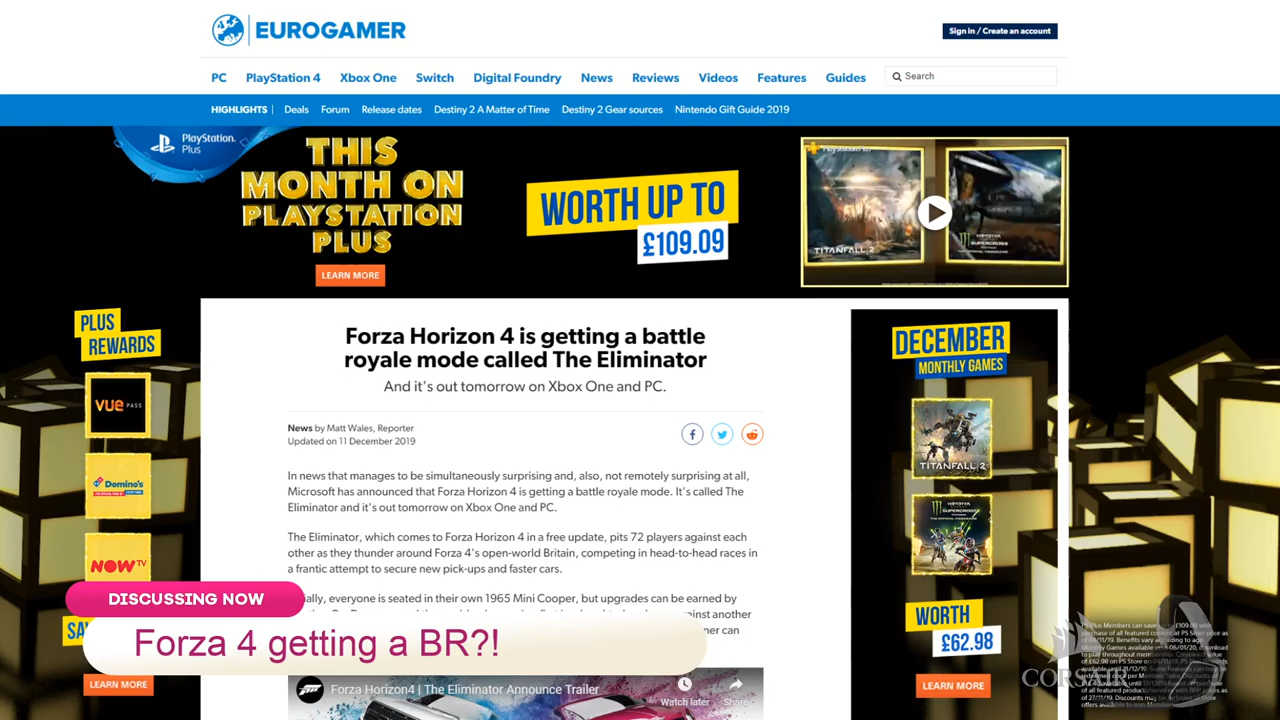 EUROGAMER
Sign in / Create an account
PC PlayStation 4 Xbox One Switch Digital Foundry News Reviews Videos Features Guides
Search
HIGHLIGHTS Deals Forum Release dates Destiny 2 A Matter of Time Destiny 2 Gear sources Nintendo Gift Guide 2019
PlayStation Plus
THIS
MONTH ON
PLAYSTATION
PLUS
LEARN MORE
WORTH UP TO
£109.09
TITANFALL 2
MONSTER
SUPERCROSS
PLUS
REWARDS
VUE PASS
Domino's
NOW TV
LEARN MORE
Forza Horizon 4 is getting a battle
royale mode called The Eliminator
And it's out tomorrow on Xbox One and PC.
News by Matt Wales, Reporter
Updated on 11 December 2019
In news that manages to be simultaneously surprising and, also, not remotely surprising at all,
Microsoft has announced that Forza Horizon 4 is getting a battle royale mode. It's called The
Eliminator and it's out tomorrow on Xbox One and PC.
The Eliminator, which comes to Forza Horizon 4 in a free update, pits 72 players against each
other as they thunder around Forza 4's open-world Britain, competing in head-to-head races in
a frantic attempt to secure new pick-ups and faster cars.
everyone is seated in their own 1965 Mini Cooper, but upgrades can be earned by
another
can
Forza Horizon4 | The Eliminator Announce Trailer
Watch later
Share
DECEMBER
MONTHLY GAMES
TITANFALL 2
MONSTER
SUPERCROSS
WORTH
£62.98
LEARN MORE
DISCUSSING NOW
Forza 4 getting a BR?!